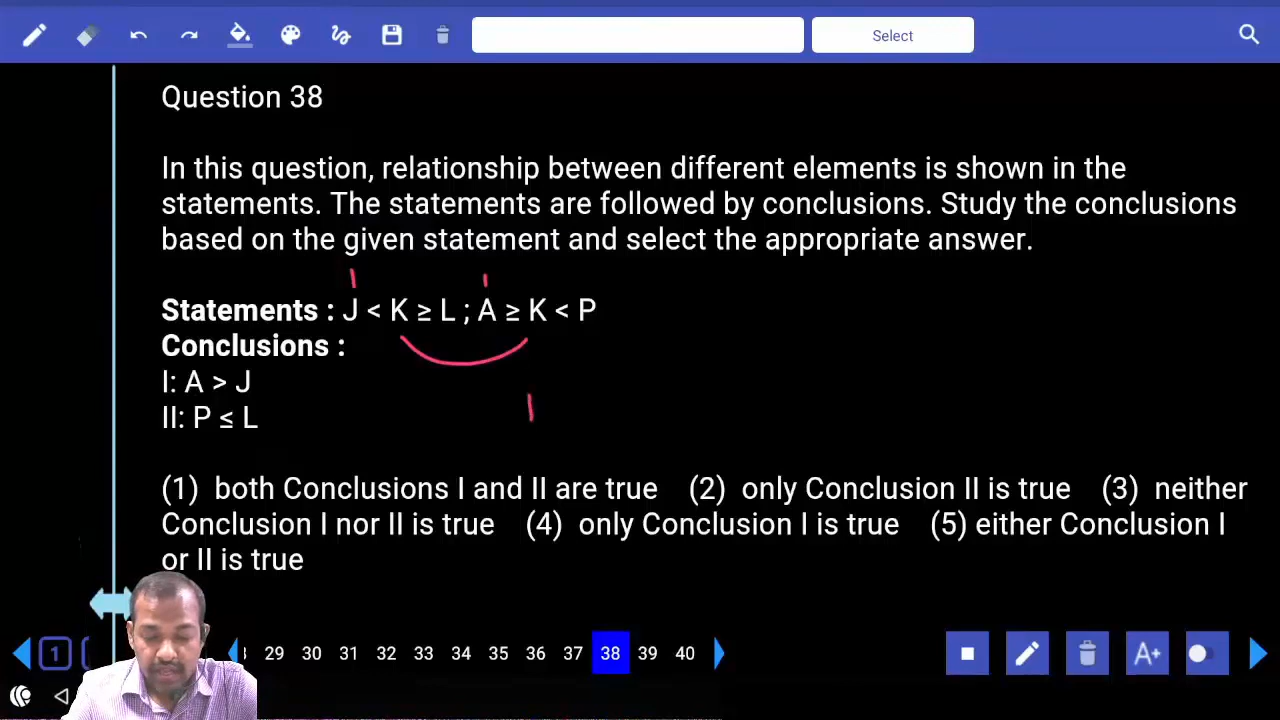 Select
Question 38
In this question, relationship between different elements is shown in the
statements. The statements are followed by conclusions. Study the conclusions
based on the given statement and select the appropriate answer.
Statements : J < K ≥ L ; A ≥ K < P
Conclusions :
I: A > J
II: P ≤ L
(1) both Conclusions I and II are true (2) only Conclusion II is true (3) neither
Conclusion I nor II is true (4) only Conclusion I is true (5) either Conclusion I
or II is true
1 29 30 31 32 33 34 35 36 37 38 39 40 A+